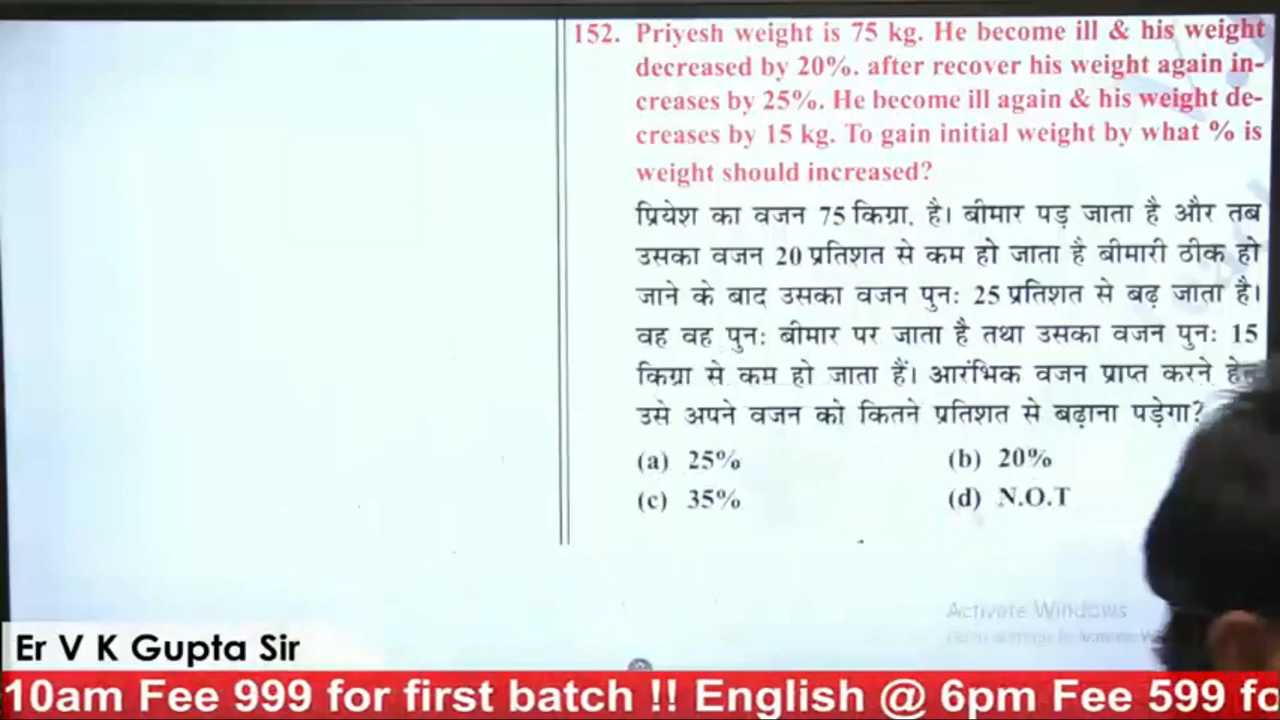 152. Priyesh weight is 75 kg. He become ill & his weight
decreased by 20%. after recover his weight again in-
creases by 25%. He become ill again & his weight de-
creases by 15 kg. To gain initial weight by what % is
weight should increased?
प्रियेश का वजन 75 किग्रा. है। बीमार पड़ जाता है और तब
उसका वजन 20 प्रतिशत से कम हो जाता है बीमारी ठीक हो
जाने के बाद उसका वजन पुनः 25 प्रतिशत से बढ़ जाता है।
वह वह पुनः बीमार पर जाता है तथा उसका वजन पुनः 15
किग्रा से कम हो जाता हैं। आरंभिक वजन प्राप्त करने
उसे अपने वजन को कितने प्रतिशत से बढ़ाना पड़ेगा?
(a) 25% (b) 20%
(c) 35% (d) N.O.T
Activate Windows
Er V K Gupta Sir
10am Fee 999 for first batch !! English @ 6pm Fee 599 fo